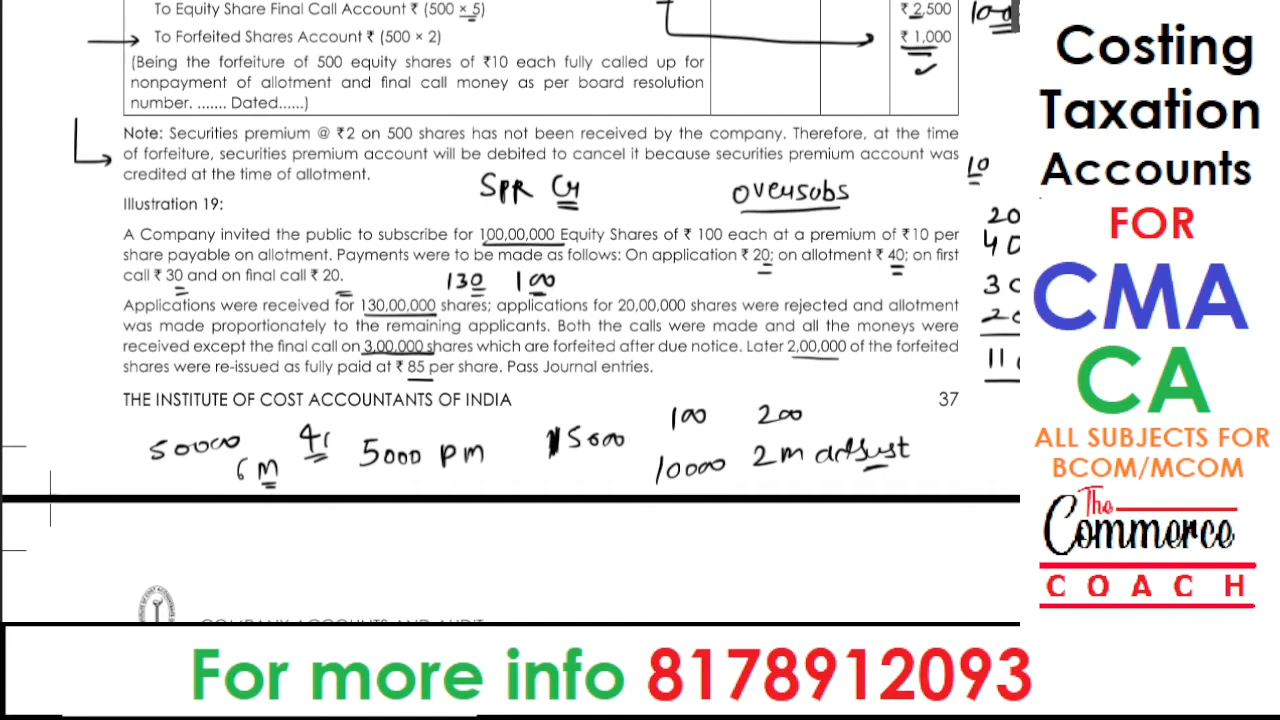 To Equity Share Final Call Account ₹ (500 × 5)
₹ 2,500
To Forfeited Shares Account ₹ (500 × 2)
₹ 1,000
(Being the forfeiture of 500 equity shares of ₹10 each fully called up for
nonpayment of allotment and final call money as per board resolution
number. ....... Dated......)
Note: Securities premium @ ₹2 on 500 shares has not been received by the company. Therefore, at the time
of forfeiture, securities premium account will be debited to cancel it because securities premium account was
credited at the time of allotment.
10
SPR Cr
oversubs
Illustration 19:
20
A Company invited the public to subscribe for 100,00,000 Equity Shares of ₹ 100 each at a premium of ₹10 per
share payable on allotment. Payments were to be made as follows: On application ₹ 20; on allotment ₹ 40; on first
40
call ₹ 30 and on final call ₹ 20.
130 100
30
Applications were received for 130,00,000 shares; applications for 20,00,000 shares were rejected and allotment
was made proportionately to the remaining applicants. Both the calls were made and all the moneys were
20
received except the final call on 3,00,000 shares which are forfeited after due notice. Later 2,00,000 of the forfeited
shares were re-issued as fully paid at ₹ 85 per share. Pass Journal entries.
THE INSTITUTE OF COST ACCOUNTANTS OF INDIA
37
100 200
50000
6 m
5000 pm
15000
10000 2m adjust
COMPANY ACCOUNTS AND AUDIT
Costing
Taxation
Accounts
FOR
CMA
CA
ALL SUBJECTS FOR
BCOM/MCOM
The
Commerce
COACH
For more info 8178912093